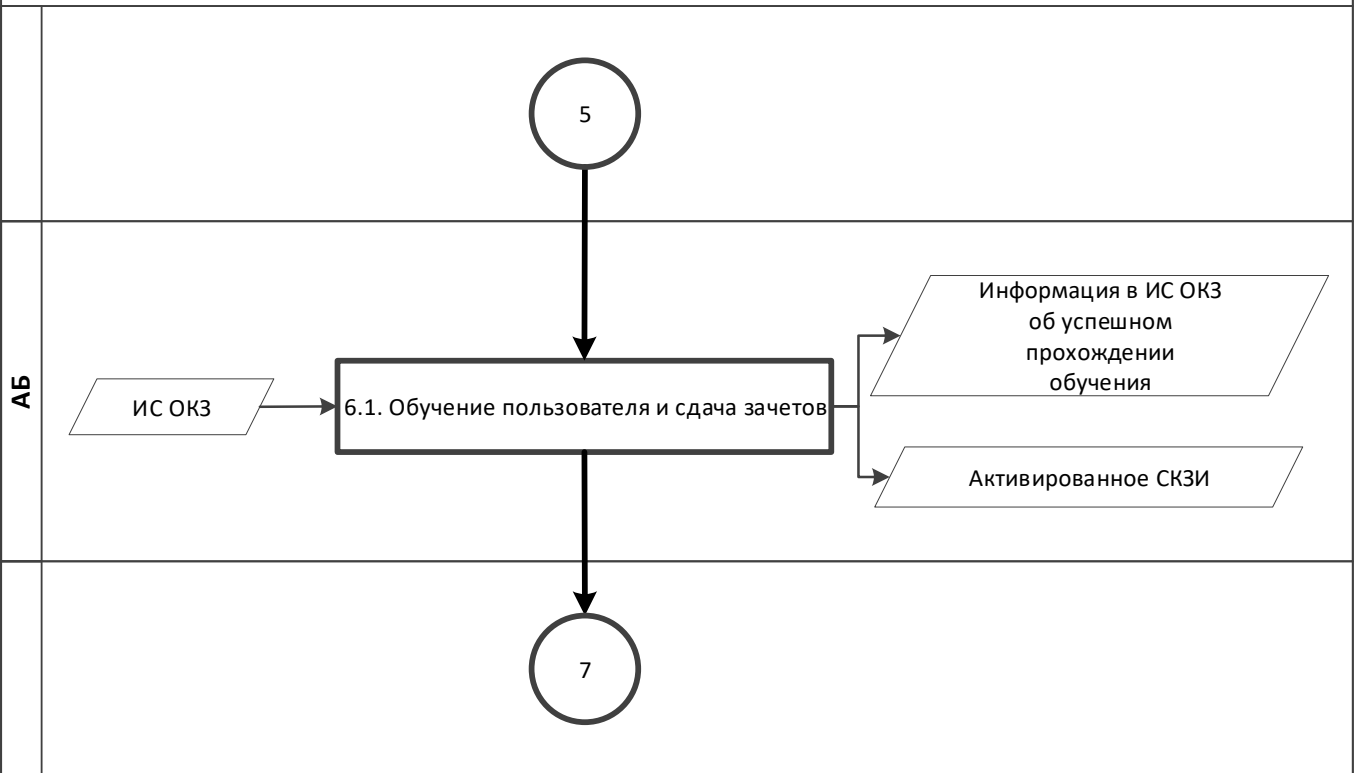 5
АБ
ИС ОКЗ
6.1. Обучение пользователя и сдача зачетов
Информация в ИС ОКЗ
об успешном
прохождении
обучения
Активированное СКЗИ
7